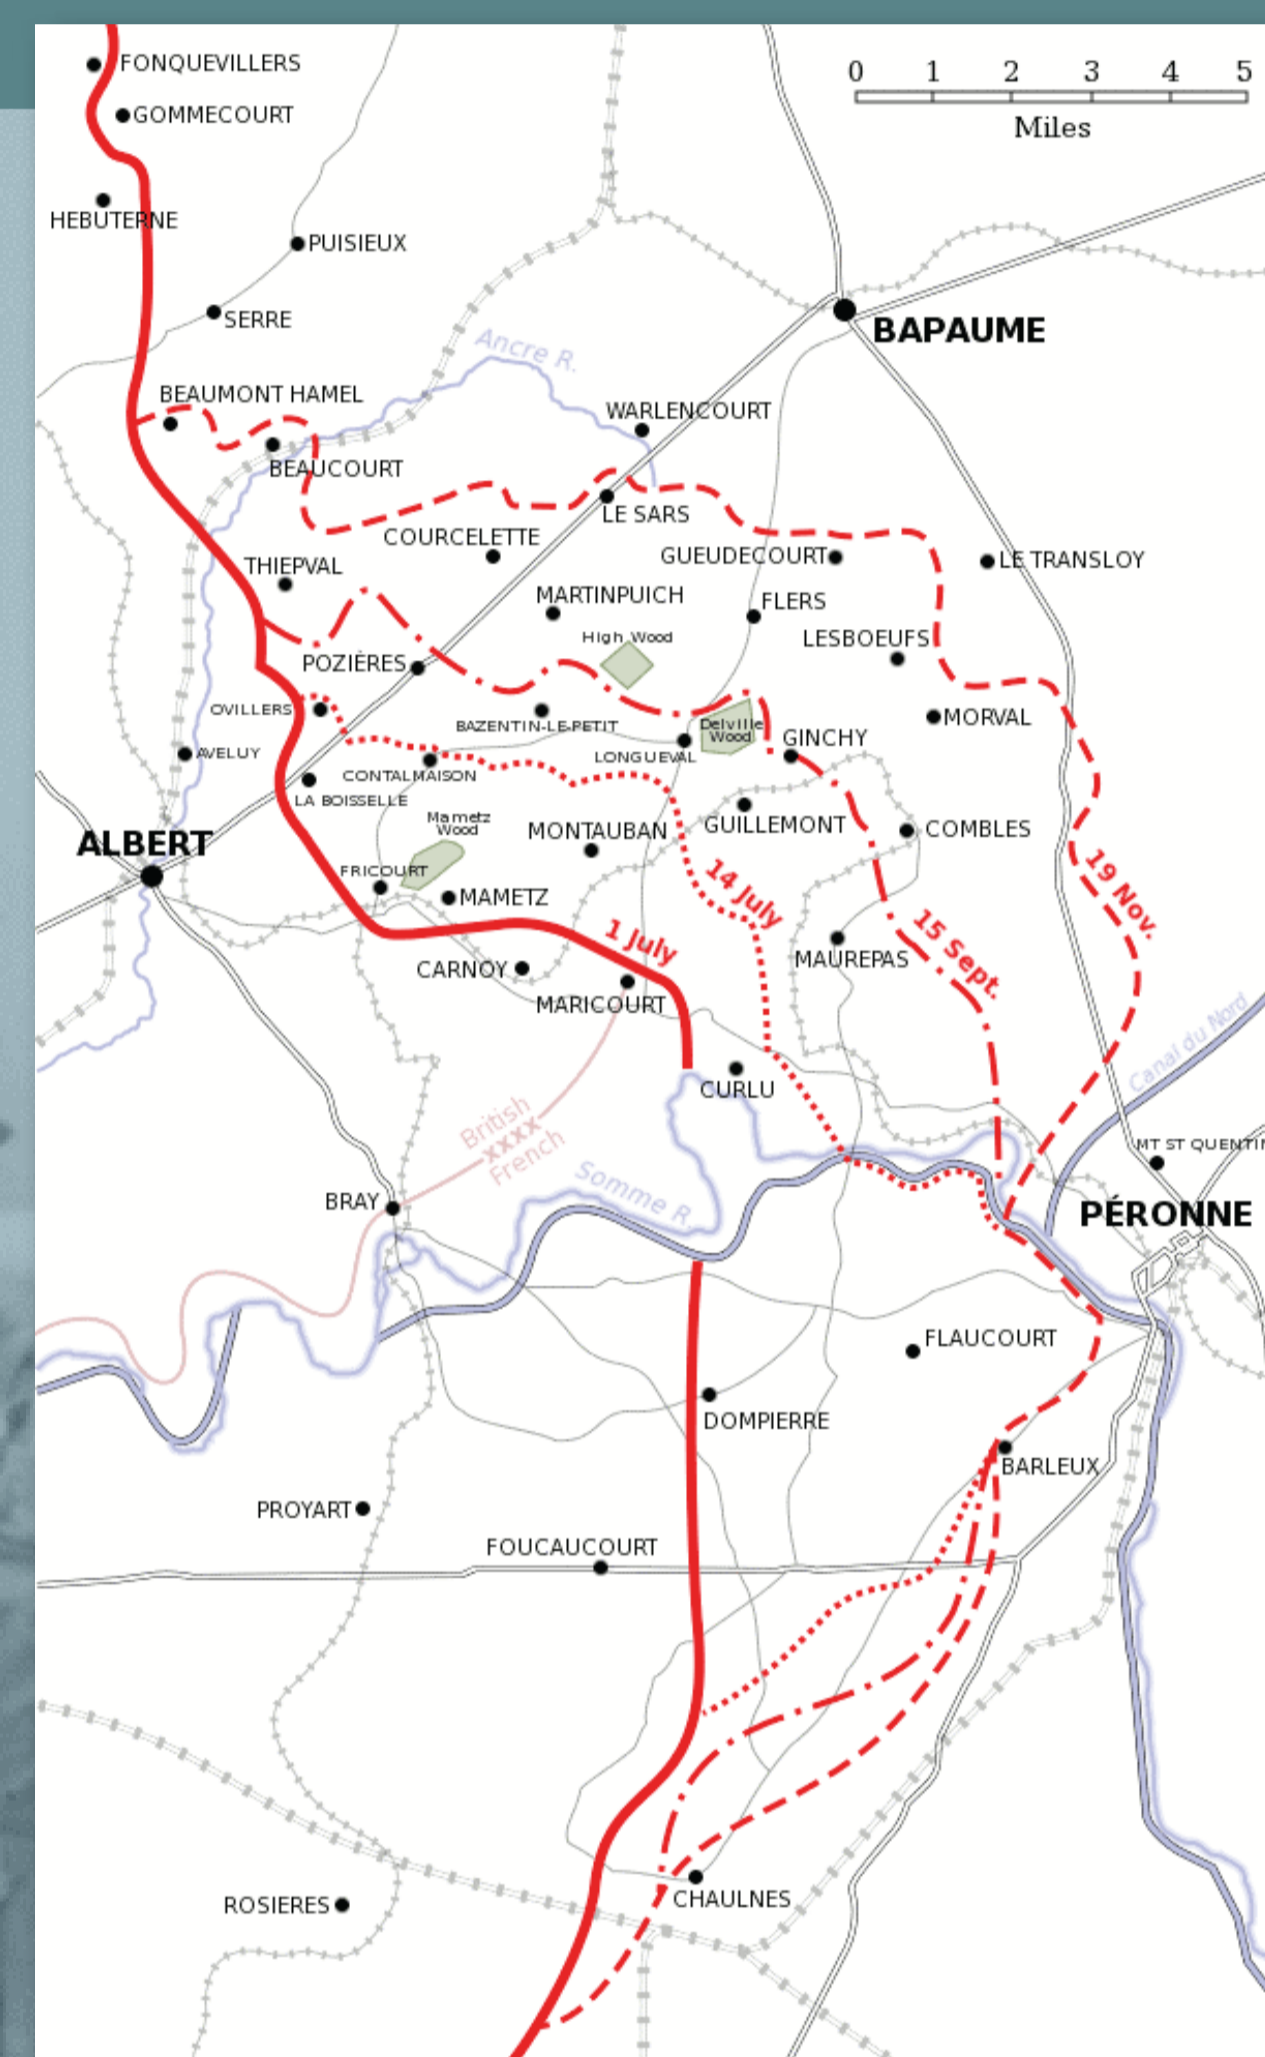 FONQUEVILLERS
0 1 2 3 4 5
Miles
GOMMECOURT
HEBUTERNE
PUISIEUX
SERRE
BAPAUME
Ancre R.
BEAUMONT HAMEL
WARLENCOURT
BEAUCOURT
LE SARS
COURCELETTE
GUEUDECOURT
LE TRANSLOY
THIEPVAL
MARTINPUICH
FLERS
High Wood
LESBOEUFS
POZIÈRES
OVILLERS
BAZENTIN-LE-PETIT
Delville
Wood
MORVAL
GINCHY
AVELUY
LONGUEVAL
CONTALMAISON
LA BOISSELLE
Mametz
Wood
MONTAUBAN
GUILLEMONT
COMBLES
ALBERT
FRICOURT
14 July
19 Nov.
MAMETZ
1 July
15 Sept.
MAUREPAS
CARNOY
MARICOURT
CURLU
Canal du Nord
British
xxxx
French
MT ST QUENTIN
Somme R.
BRAY
PÉRONNE
FLAUCOURT
DOMPIERRE
BARLEUX
PROYART
FOUCAUCOURT
CHAULNES
ROSIERES